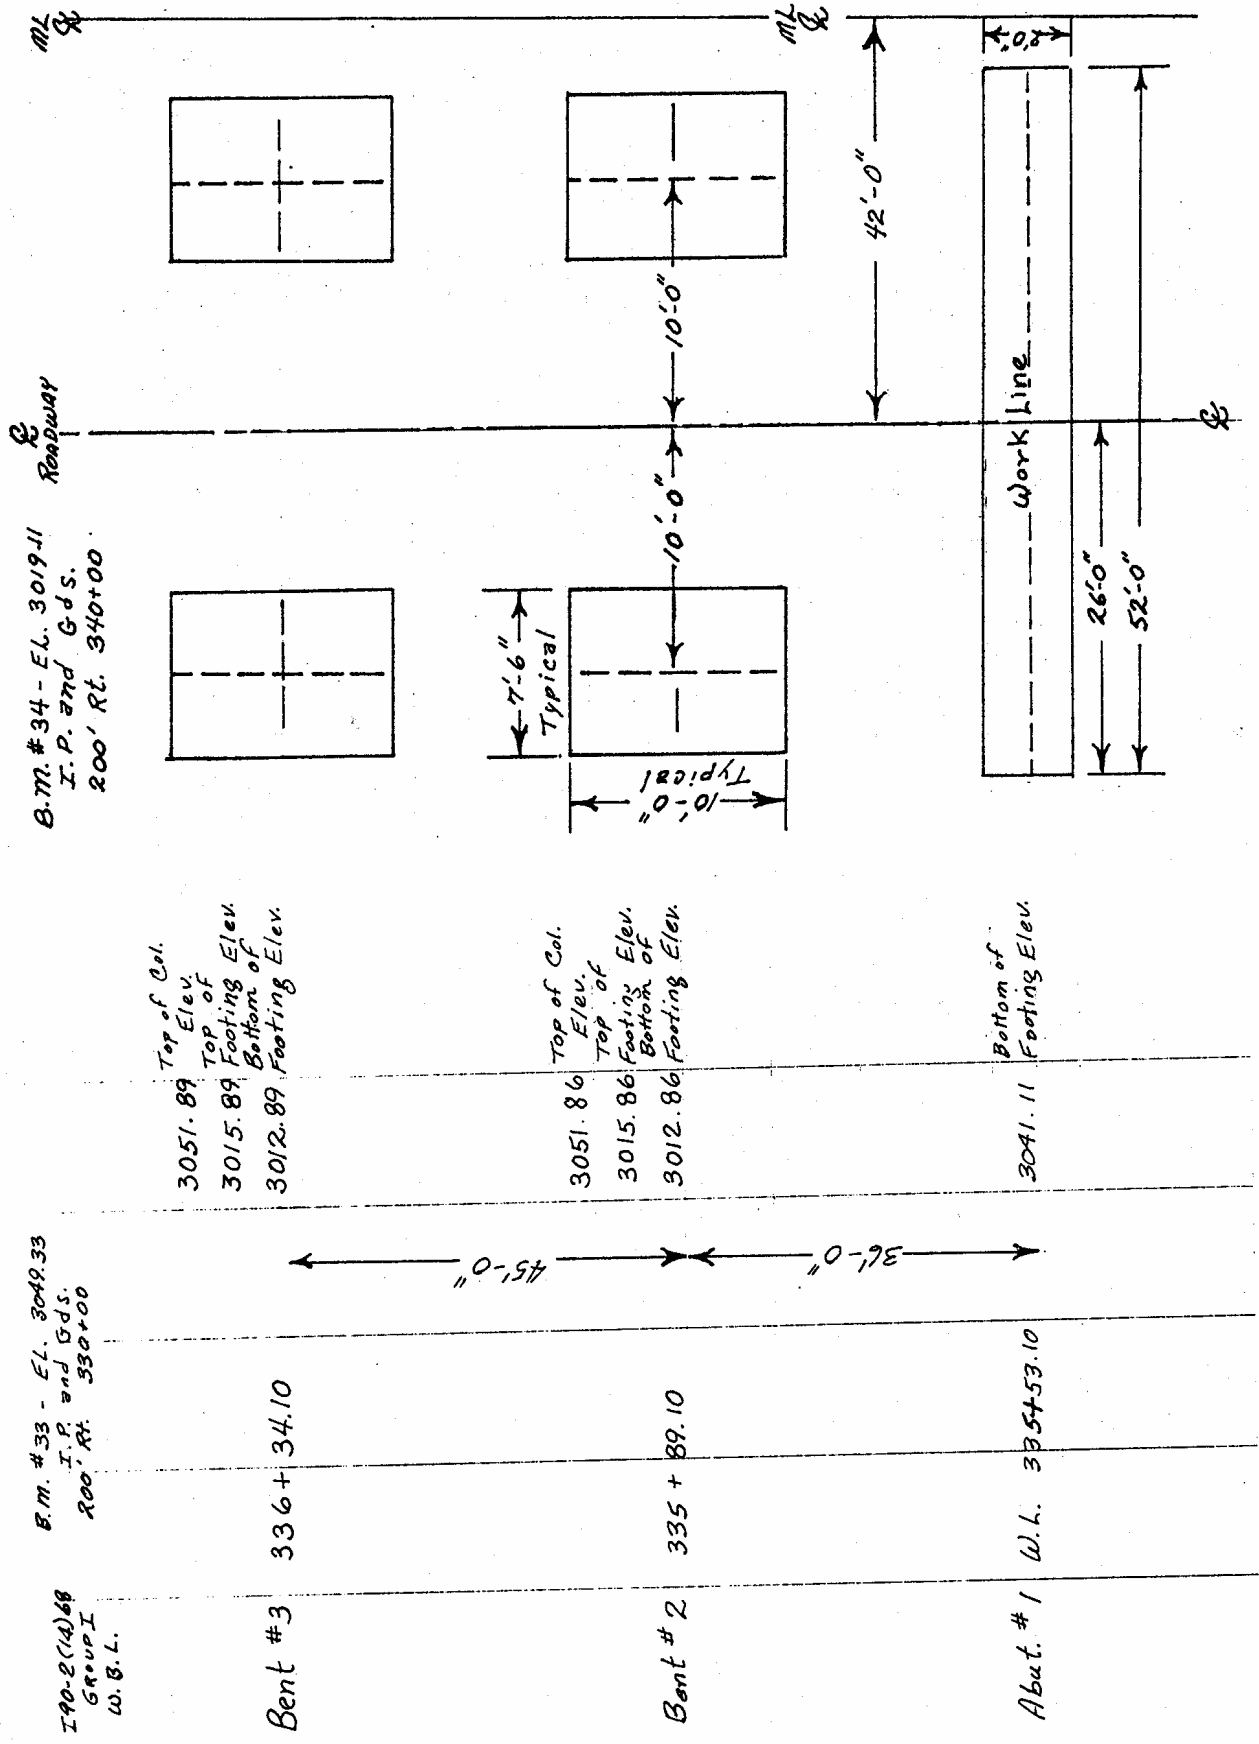 I90-2(14)68
GROUP I
W.B.L.
B.M. #33 - EL. 3049.33
I.P. and Gds.
200' Rt. 330+00
B.M. #34 - EL. 3019.11
I.P. and Gds.
200' Rt. 340+00
℄
ROADWAY
ML
℄
Bent #3 336 + 34.10
3051.89 Top of Col.
Elev.
Top of
3015.89 Footing Elev.
Bottom of
3012.89 Footing Elev.
45'-0"
Bent #2 335 + 89.10
3051.86 Top of Col.
Elev.
Top of
3015.86 Footing Elev.
Bottom of
3012.86 Footing Elev.
7'-6"
Typical
10'-0"
Typical
10'-0"
10'-0"
ML
℄
36'-0"
42'-0"
Abut. #1 W.L. 335+53.10
Bottom of
3041.11 Footing Elev.
Work Line
2'0"
26'-0"
52'-0"
℄